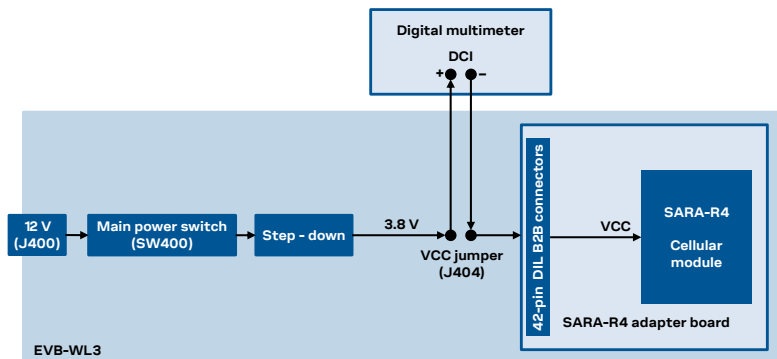 Digital multimeter
DCI
+ −
12 V
(J400)
Main power switch
(SW400)
Step - down
3.8 V
VCC jumper
(J404)
42-pin DIL B2B connectors
VCC
SARA-R4
Cellular
module
SARA-R4 adapter board
EVB-WL3